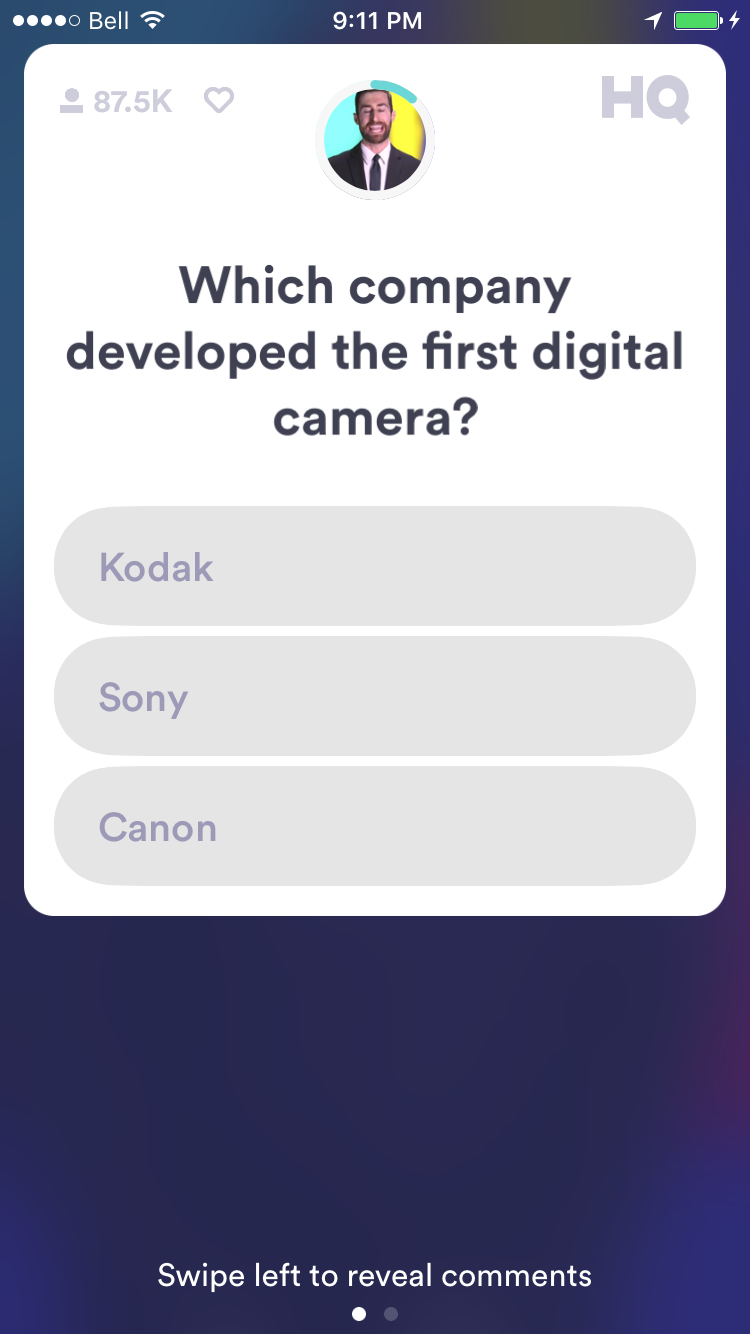 Bell 9:11 PM
87.5K HQ
Which company
developed the first digital
camera?
Kodak
Sony
Canon
Swipe left to reveal comments